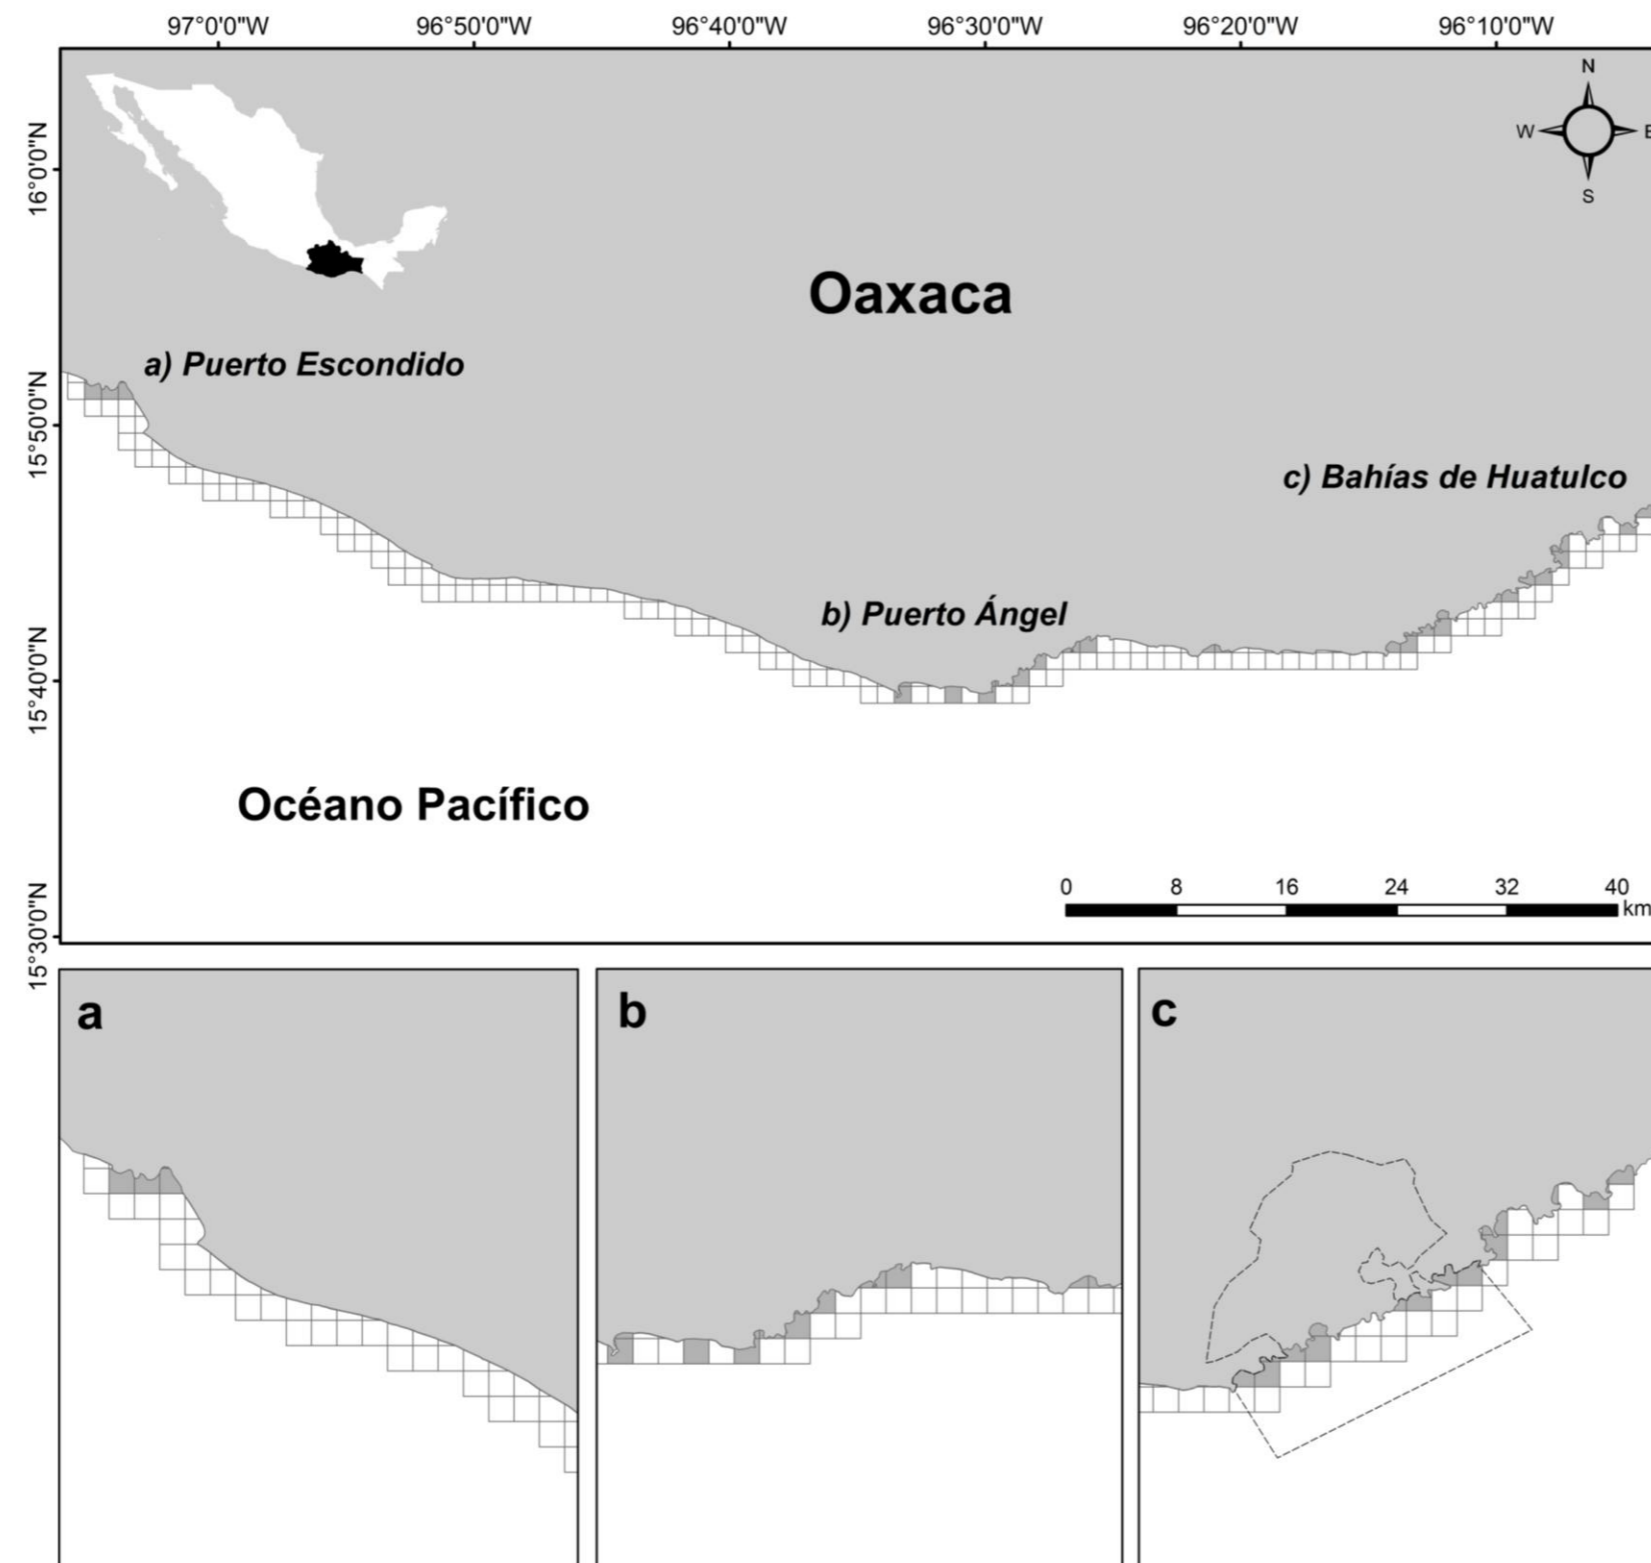 97°0'0"W 96°50'0"W 96°40'0"W 96°30'0"W 96°20'0"W 96°10'0"W
N
W E
S
16°0'0"N
Oaxaca
a) Puerto Escondido
15°50'0"N
c) Bahías de Huatulco
b) Puerto Ángel
15°40'0"N
Océano Pacífico
0 8 16 24 32 40
km
15°30'0"N
a
b
c